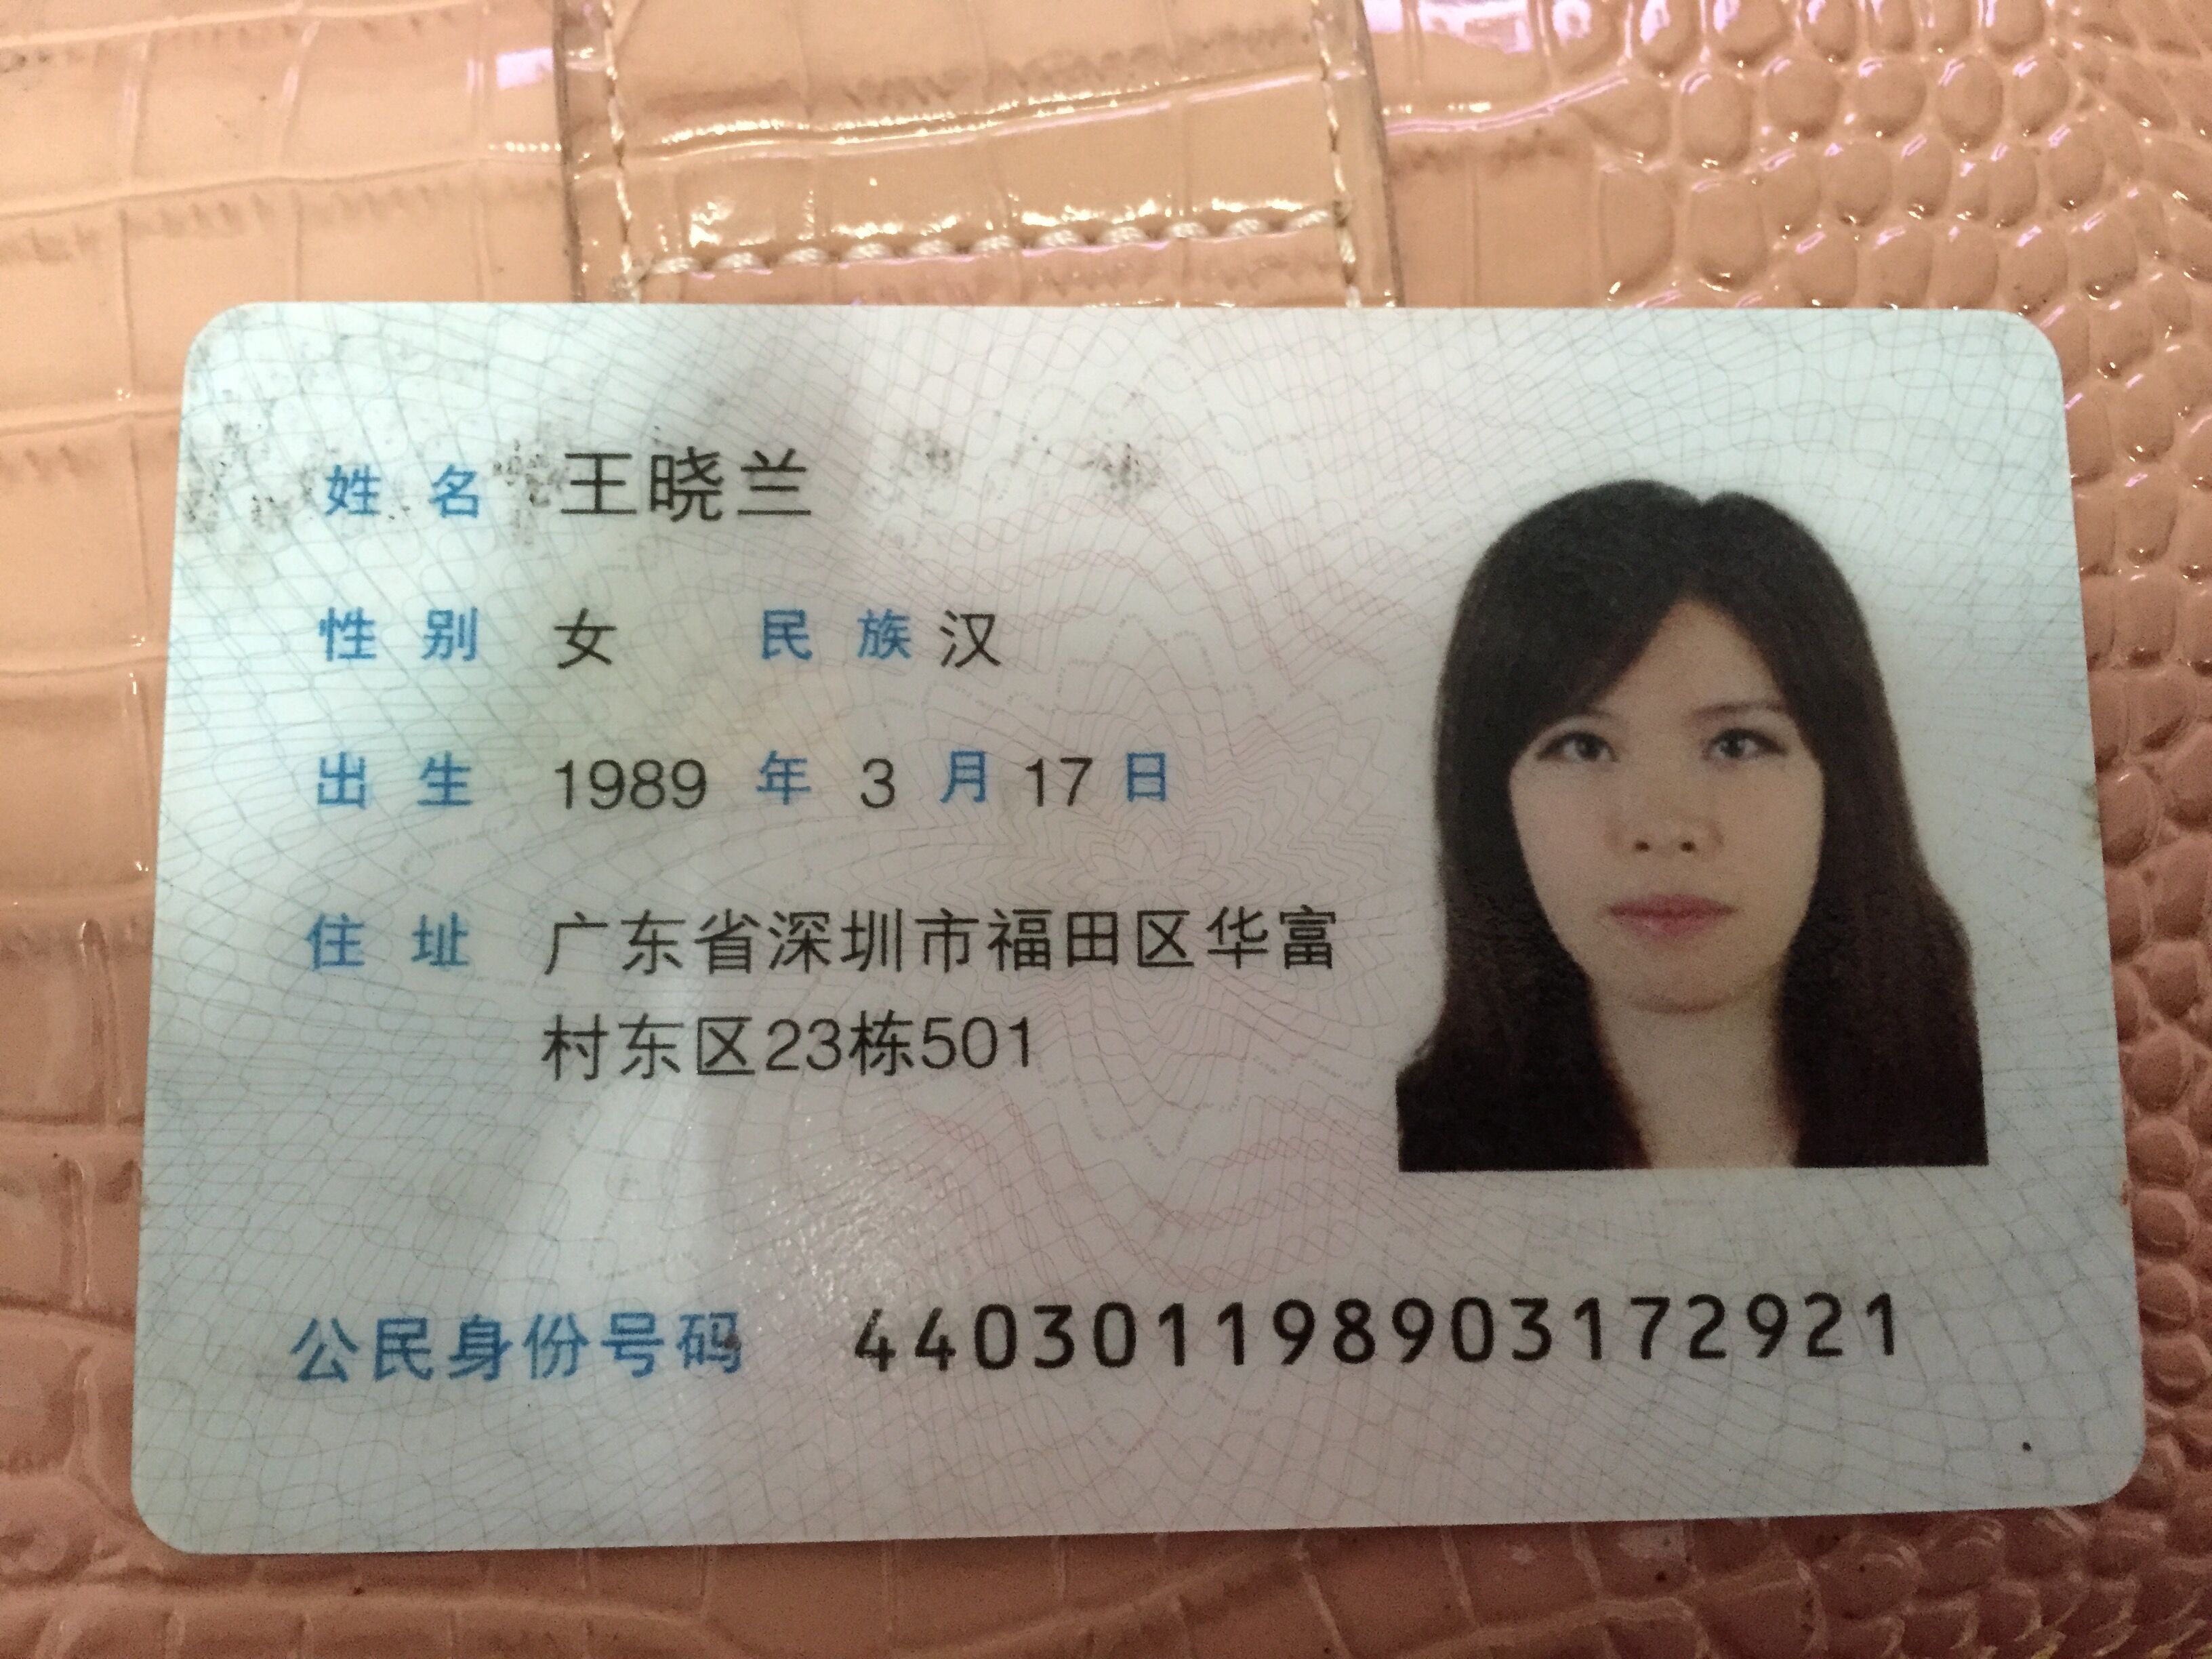 姓名 王晓兰
性别 女 民族 汉
出生 1989 年 3 月 17 日
住址 广东省深圳市福田区华富
村东区23栋501
公民身份号码 440301198903172921